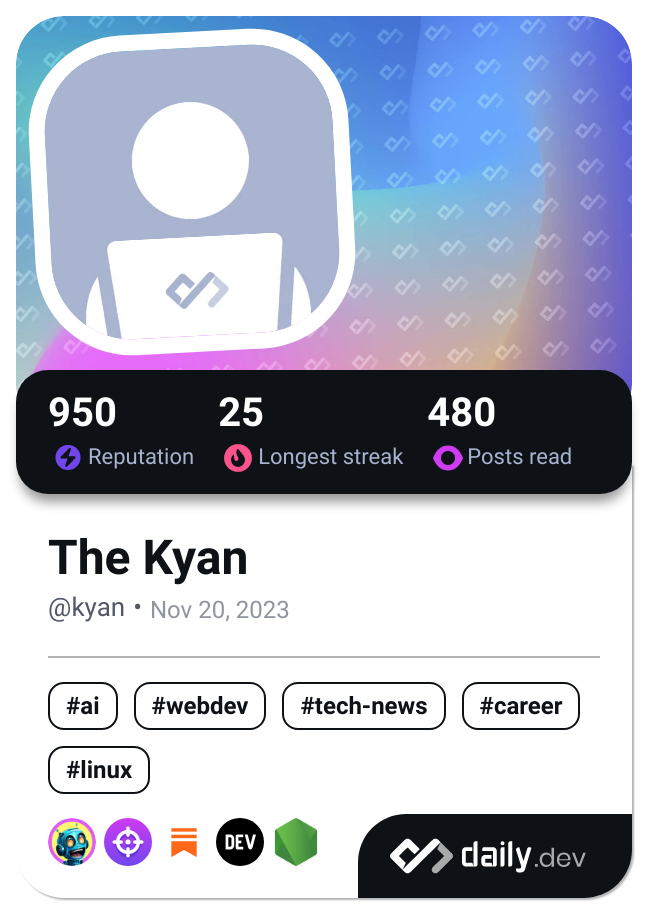 950 25 480
Reputation Longest streak Posts read
The Kyan
@kyan • Nov 20, 2023
#ai #webdev #tech-news #career
#linux
DEV daily.dev